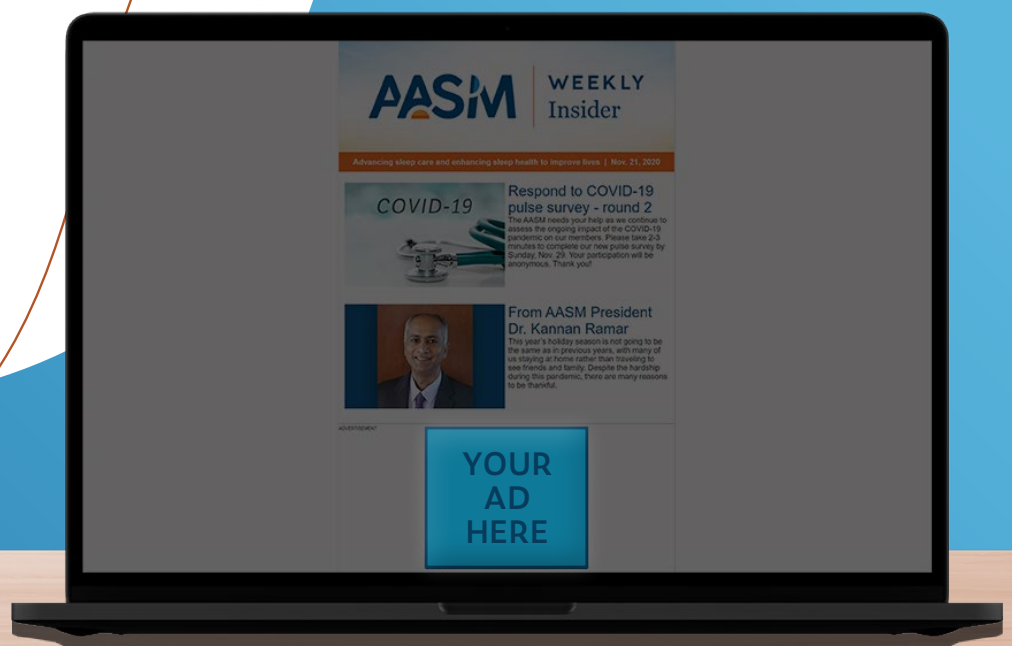 AASM
WEEKLY
Insider
Advancing sleep care and enhancing sleep health to improve lives | Nov. 21, 2020
COVID-19
Respond to COVID-19
pulse survey - round 2
The AASM needs your help as we continue to
assess the ongoing impact of the COVID-19
pandemic on our members. Please take 2-3
minutes to complete our new pulse survey by
Sunday, Nov. 29. Your participation will be
anonymous. Thank you!
From AASM President
Dr. Kannan Ramar
This year's holiday season is not going to be
the same as in previous years, with many of
us staying at home rather than traveling to
see friends and family. Despite the hardship
during this pandemic, there are many reasons
to be thankful.
ADVERTISEMENT
YOUR
AD
HERE